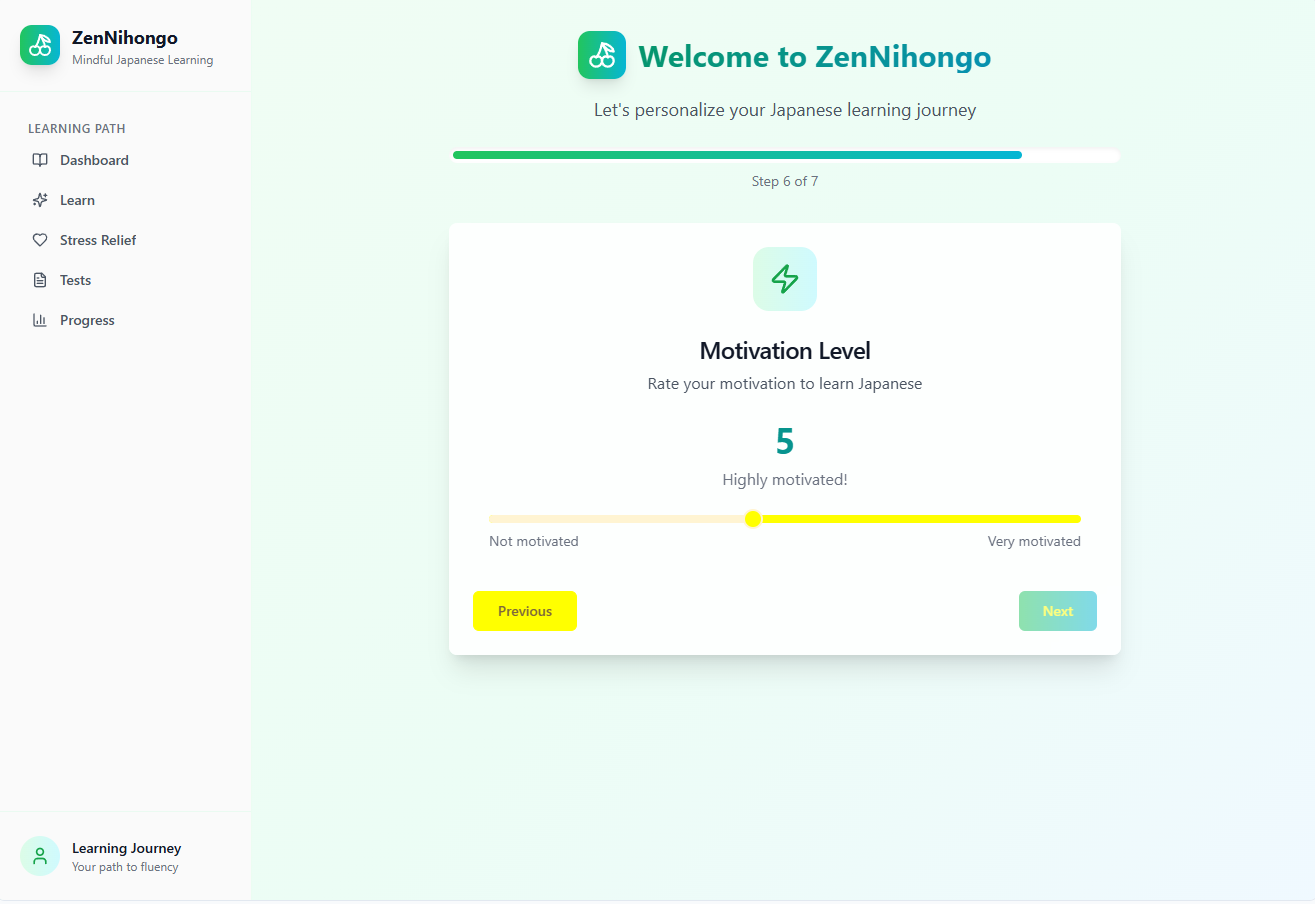 ZenNihongo
Mindful Japanese Learning
LEARNING PATH
Dashboard
Learn
Stress Relief
Tests
Progress
Learning Journey
Your path to fluency
Welcome to ZenNihongo
Let's personalize your Japanese learning journey
Step 6 of 7
Motivation Level
Rate your motivation to learn Japanese
5
Highly motivated!
Not motivated Very motivated
Previous Next